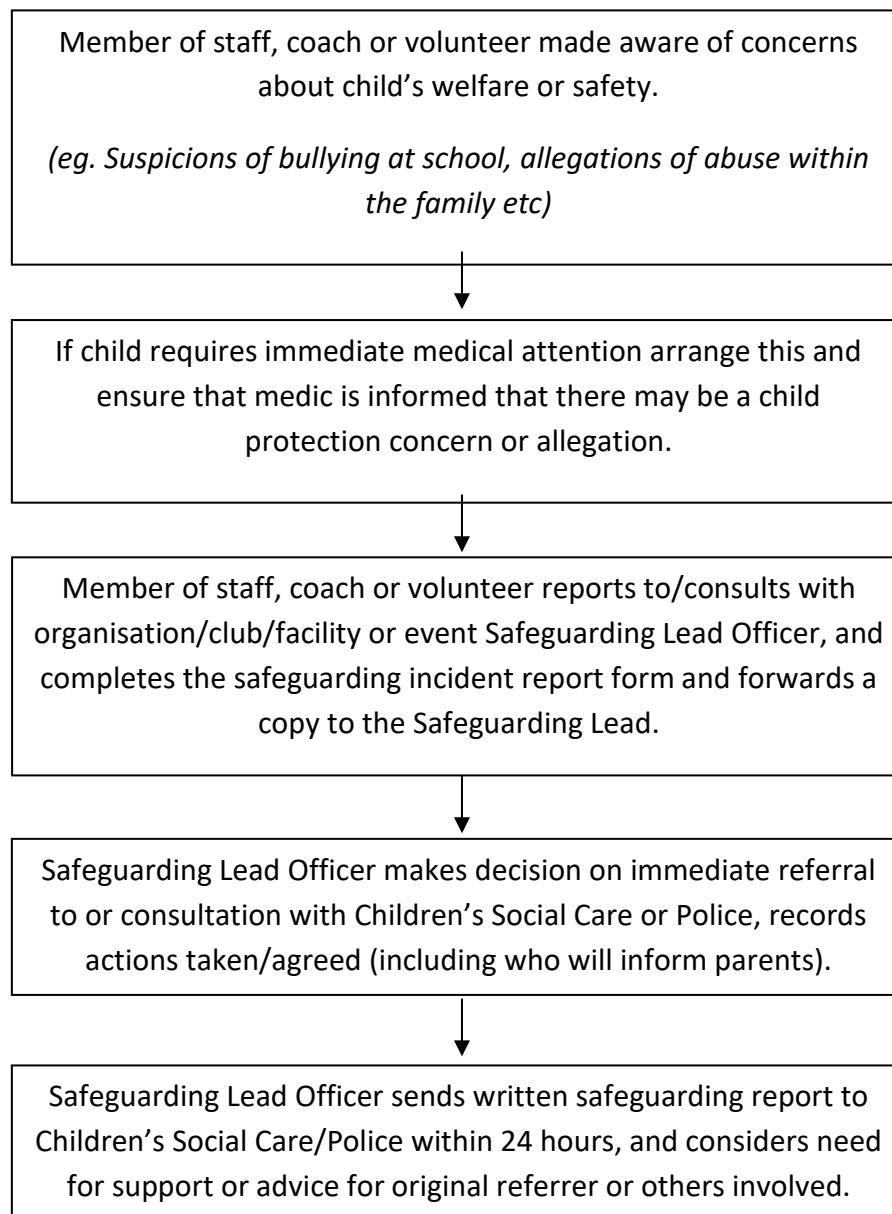 Member of staff, coach or volunteer made aware of concerns
about child’s welfare or safety.
(eg. Suspicions of bullying at school, allegations of abuse within
the family etc)
If child requires immediate medical attention arrange this and
ensure that medic is informed that there may be a child
protection concern or allegation.
Member of staff, coach or volunteer reports to/consults with
organisation/club/facility or event Safeguarding Lead Officer, and
completes the safeguarding incident report form and forwards a
copy to the Safeguarding Lead.
Safeguarding Lead Officer makes decision on immediate referral
to or consultation with Children’s Social Care or Police, records
actions taken/agreed (including who will inform parents).
Safeguarding Lead Officer sends written safeguarding report to
Children’s Social Care/Police within 24 hours, and considers need
for support or advice for original referrer or others involved.